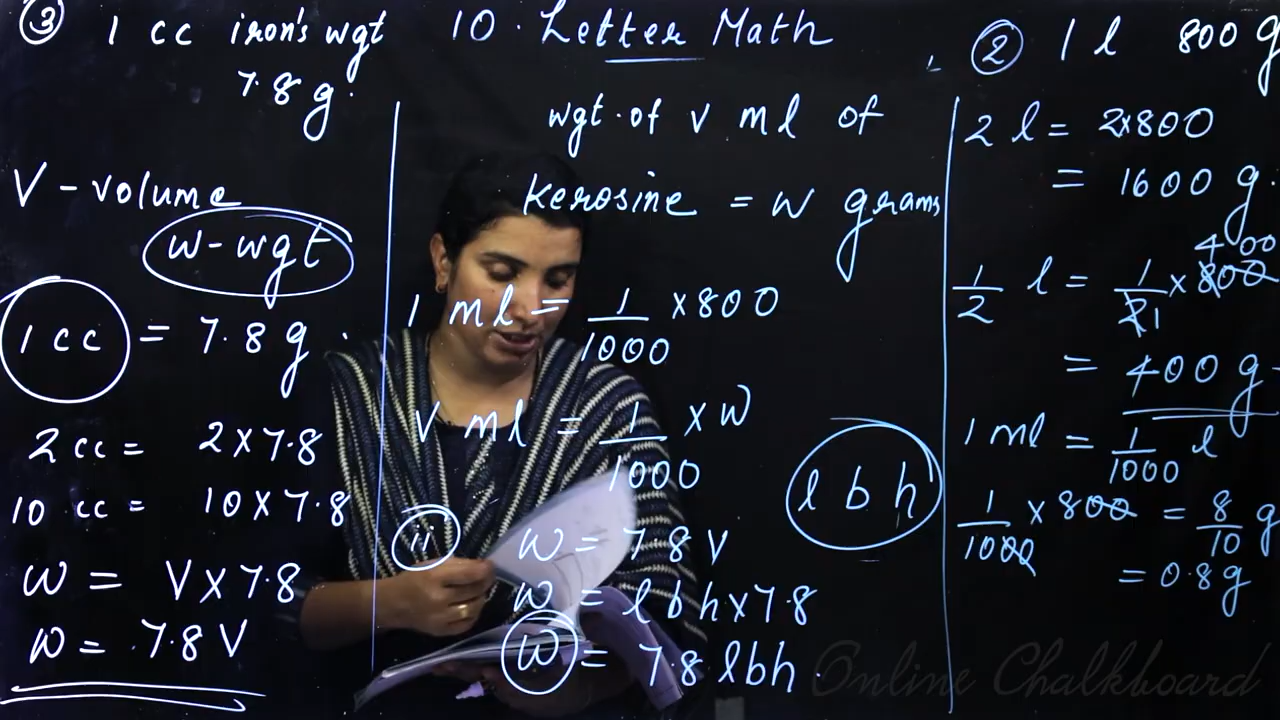 10. Letter Math
③ 1 cc iron's wgt
7.8 g.
V - volume
w - wgt
1 cc = 7.8 g.
2 cc = 2 x 7.8
10 cc = 10 x 7.8
w = V x 7.8
w = 7.8 V
wgt. of v ml of
kerosine = w grams
1 ml = 1/1000 x 800
V ml = 1/1000 x w
ii w = 7.8 V
w = l b h x 7.8
w = 7.8 lbh.
l b h
② 1 l 800 g
2 l = 2x800
= 1600 g.
400
1/2 l = 1/21 x 800
= 400 g.
1 ml = 1/1000 l
1/1000 x 800 = 8/10 g
= 0.8 g
Online Chalkboard